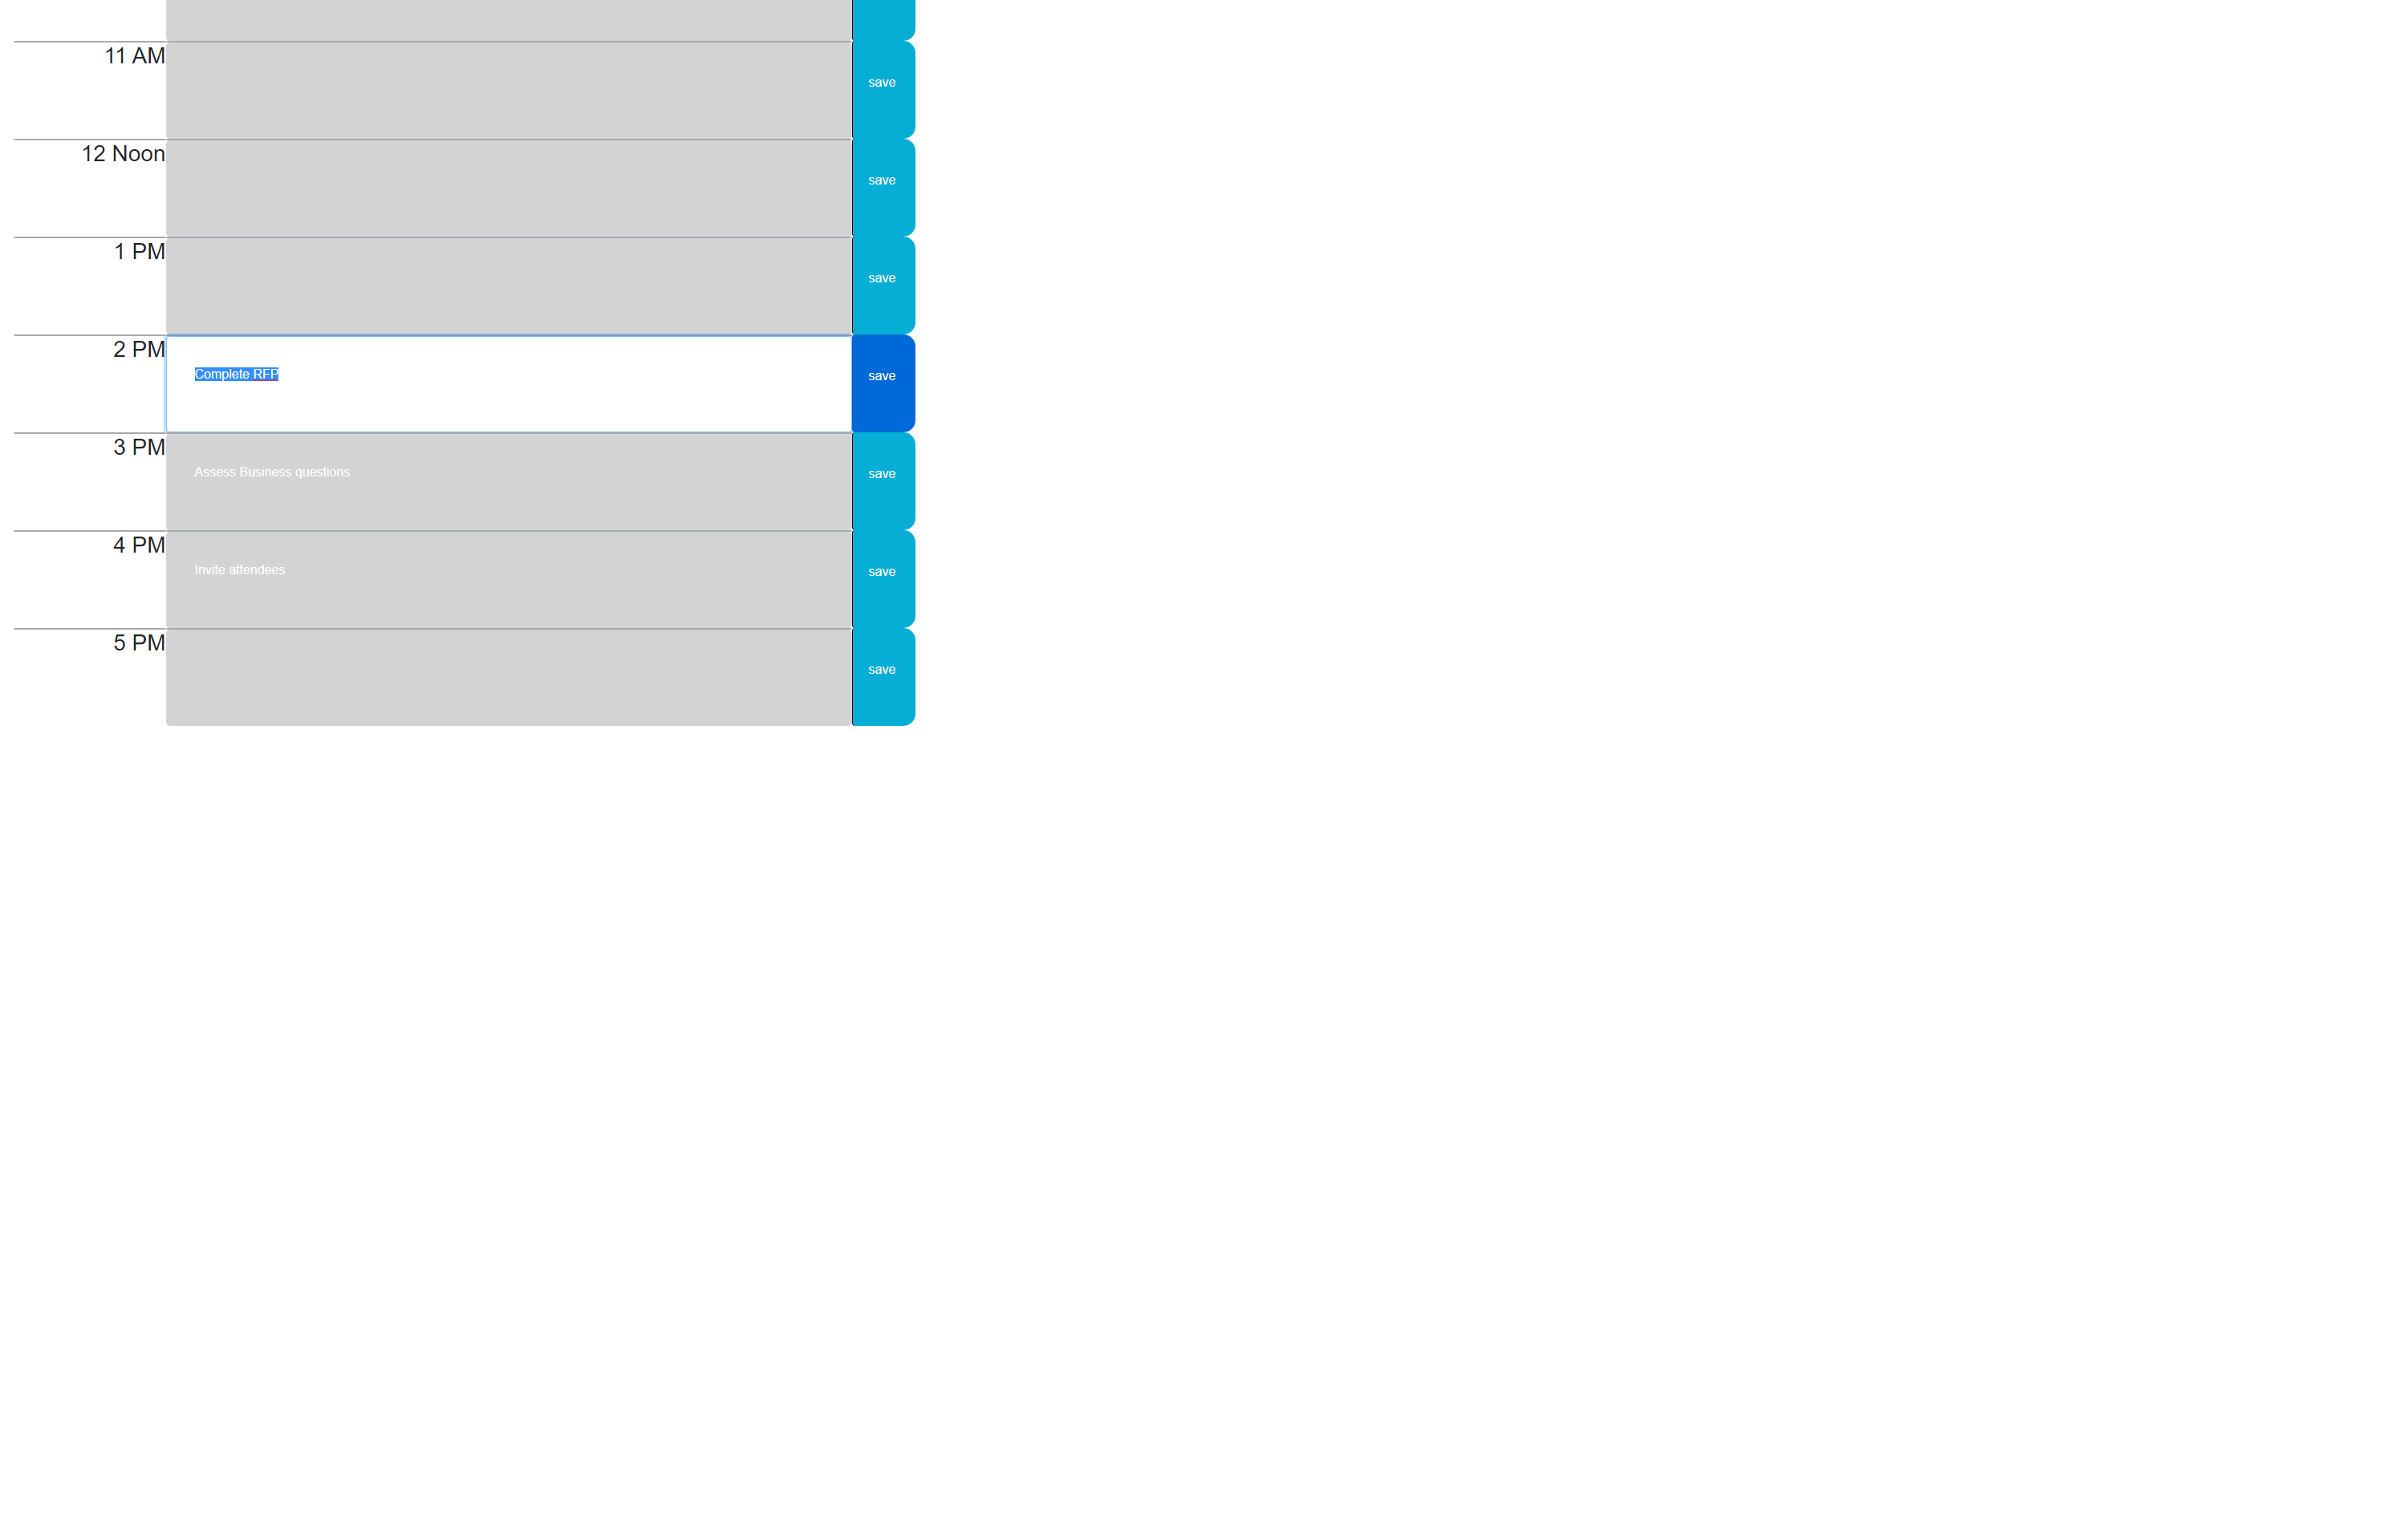 11 AM
save
12 Noon
save
1 PM
save
2 PM
Complete RFP
save
3 PM
Assess Business questions
save
4 PM
Invite attendees
save
5 PM
save